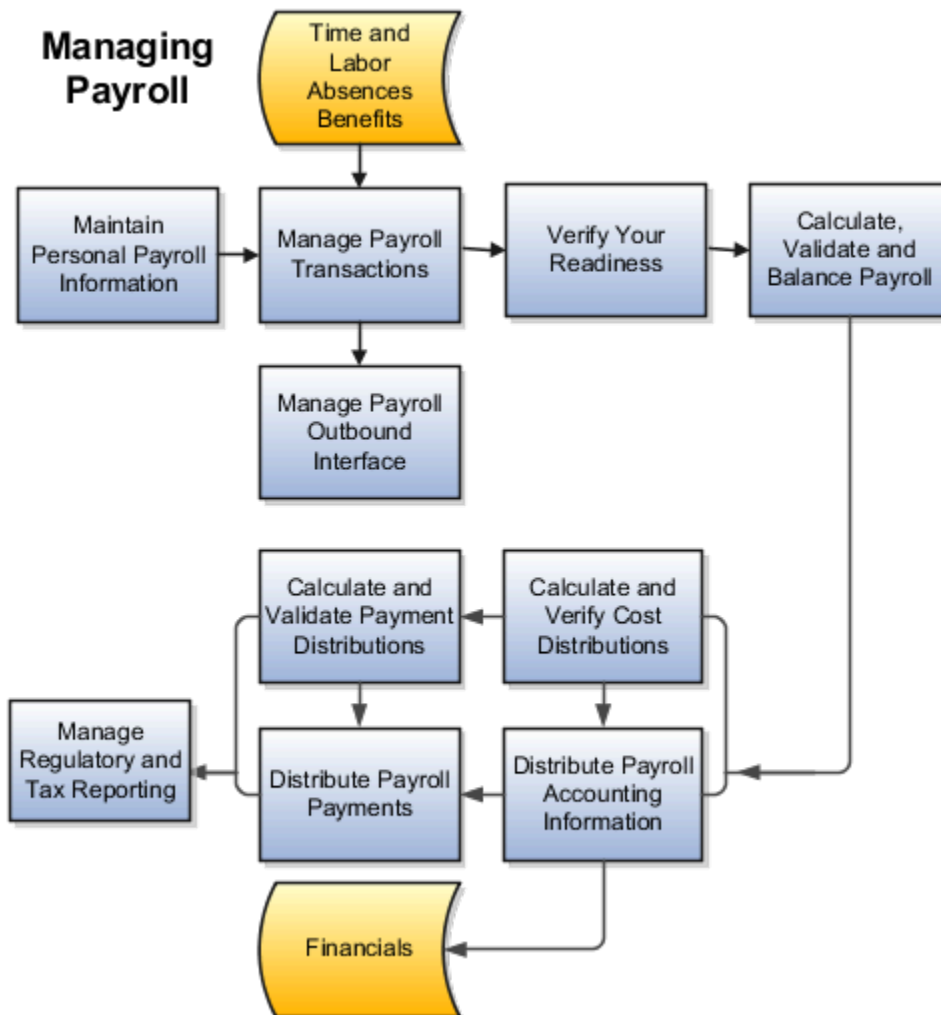 Managing
Payroll
Time and
Labor
Absences
Benefits
Maintain
Personal Payroll
Information
Manage Payroll
Transactions
Verify Your
Readiness
Calculate,
Validate and
Balance Payroll
Manage Payroll
Outbound
Interface
Calculate and
Validate Payment
Distributions
Calculate and
Verify Cost
Distributions
Manage
Regulatory and
Tax Reporting
Distribute Payroll
Payments
Distribute Payroll
Accounting
Information
Financials